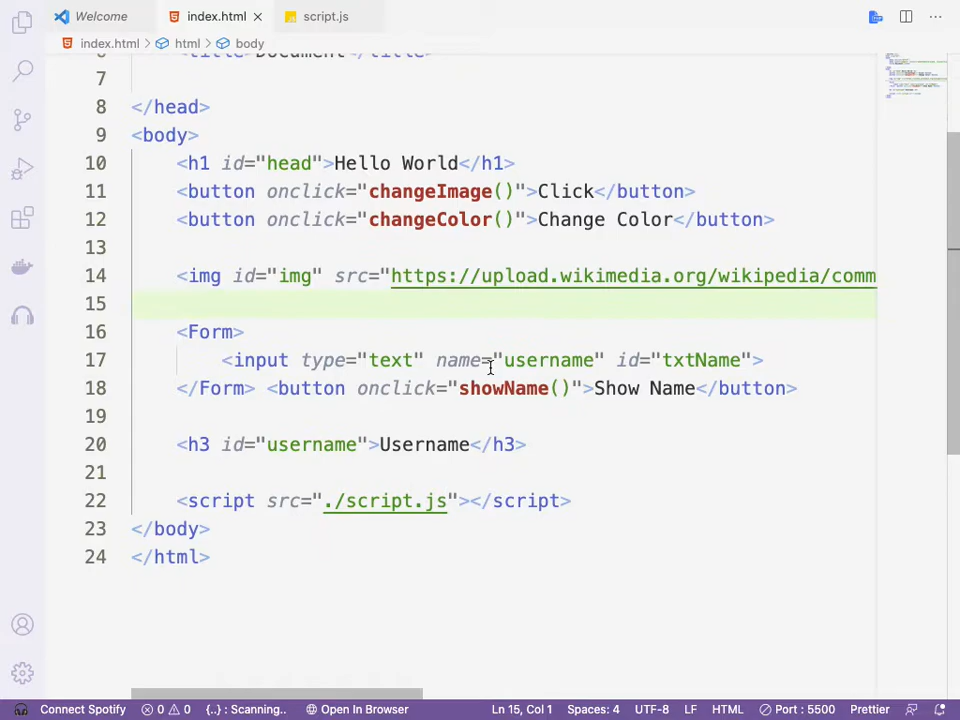 Welcome index.html script.js
index.html html body
6 <title>Document</title>
7
8 </head>
9 <body>
10 <h1 id="head">Hello World</h1>
11 <button onclick="changeImage()">Click</button>
12 <button onclick="changeColor()">Change Color</button>
13
14 <img id="img" src="https://upload.wikimedia.org/wikipedia/comm
15
16 <Form>
17 <input type="text" name="username" id="txtName">
18 </Form> <button onclick="showName()">Show Name</button>
19
20 <h3 id="username">Username</h3>
21
22 <script src="./script.js"></script>
23 </body>
24 </html>
Connect Spotify 0 0 {..} : Scanning.. Open In Browser Ln 15, Col 1 Spaces: 4 UTF-8 LF HTML Port : 5500 Prettier